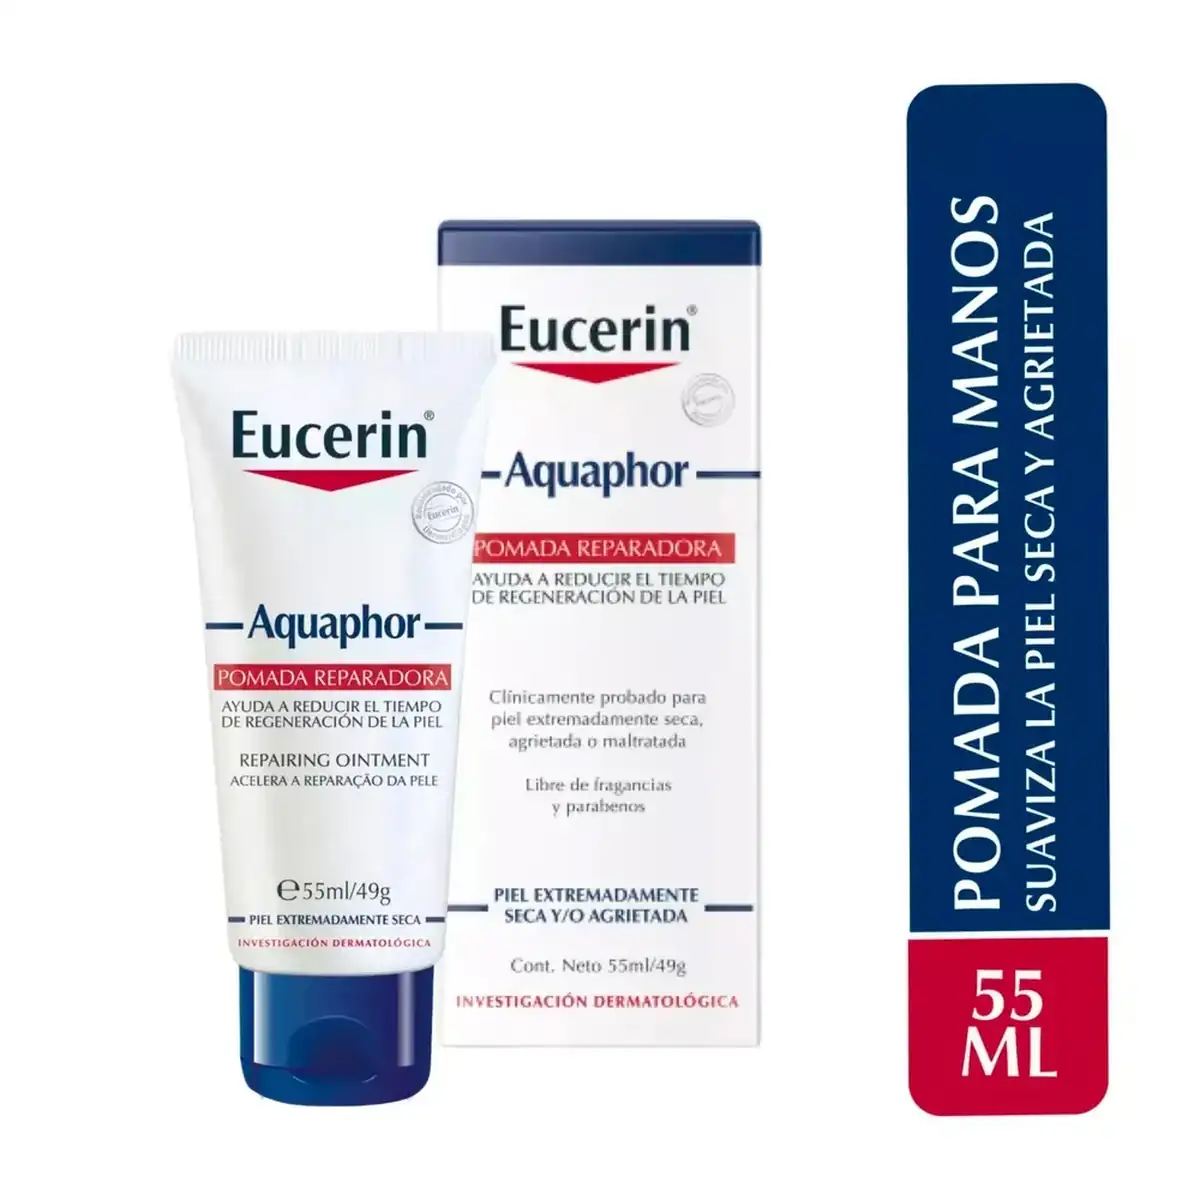 Eucerin®
Recomendado por
Eucerin
Aquaphor
POMADA REPARADORA
AYUDA A REDUCIR EL TIEMPO
DE REGENERACIÓN DE LA PIEL
REPAIRING OINTMENT
ACELERA A REPARAÇÃO DA PELE
℮55ml/49g
PIEL EXTREMADAMENTE SECA
INVESTIGACIÓN DERMATOLÓGICA
Eucerin®
Aquaphor
POMADA REPARADORA
AYUDA A REDUCIR EL TIEMPO
DE REGENERACIÓN DE LA PIEL
Clínicamente probado para
piel extremadamente seca,
agrietada o maltratada
Libre de fragancias
y parabenos
PIEL EXTREMADAMENTE
SECA Y/O AGRIETADA
Cont. Neto 55ml/49g
INVESTIGACIÓN DERMATOLÓGICA
POMADA PARA MANOS
SUAVIZA LA PIEL SECA Y AGRIETADA
55
ML